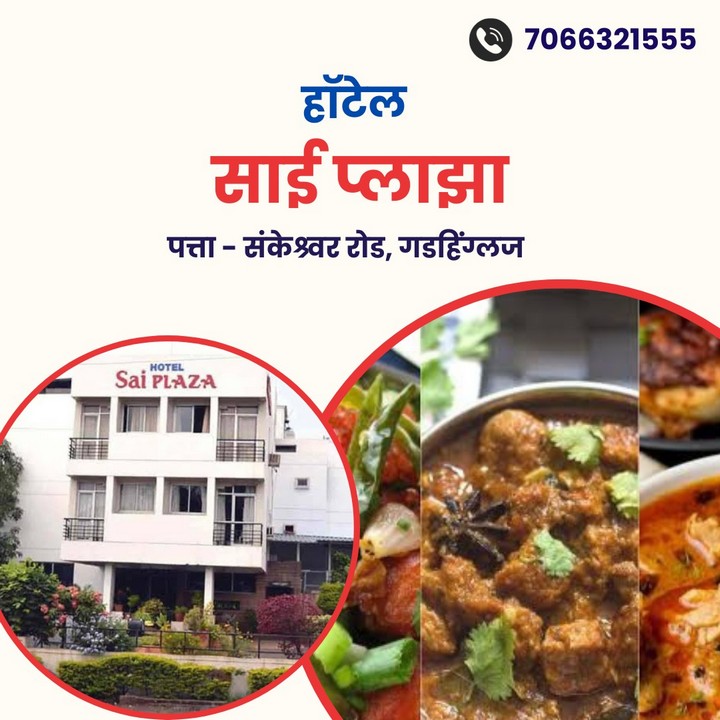 7066321555
हॉटेल
साई प्लाझा
पत्ता - संकेश्र्वर रोड, गडहिंग्लज
HOTEL
Sai PLAZA